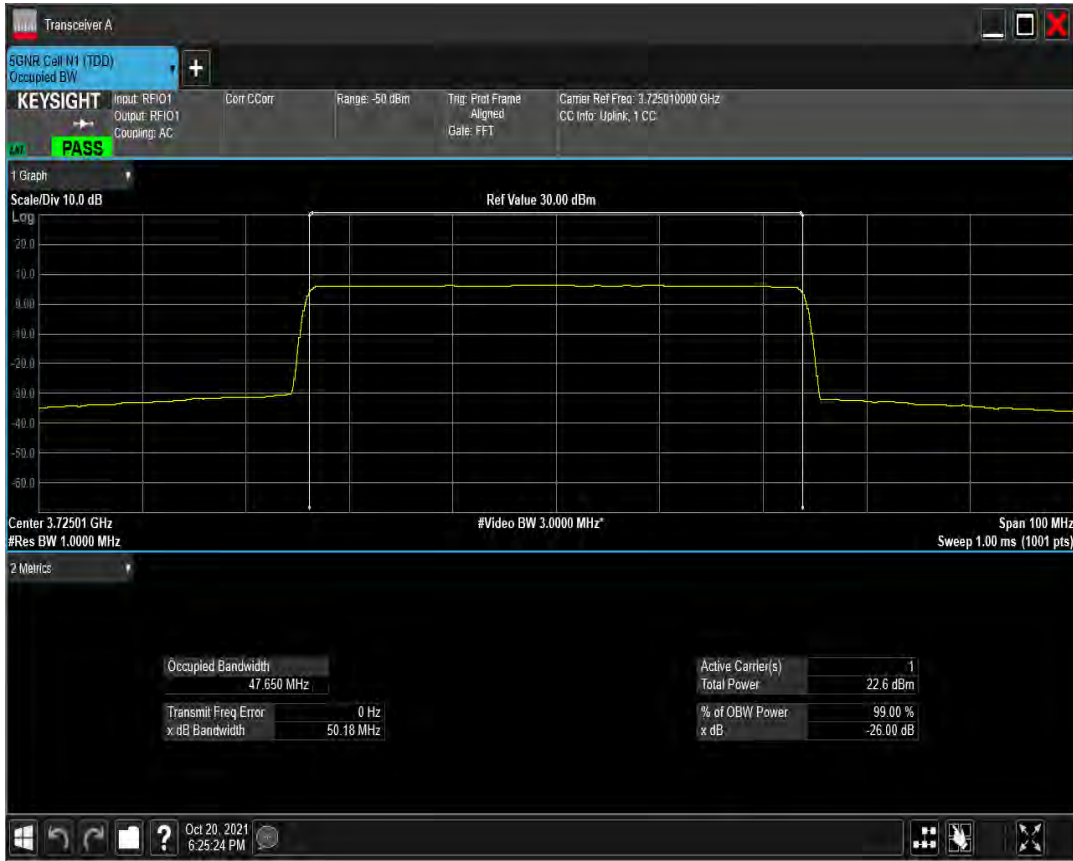 Transceiver A
5GNR Cell N1 (TDD)
Occupied BW
KEYSIGHT
Input: RFIO1
Output: RFIO1
Coupling: AC
Corr CCorr
Range: -50 dBm
Trig: Prot Frame
Aligned
Gate: FFT
Carrier Ref Freq: 3.725010000 GHz
CC Info: Uplink, 1 CC
PASS
1 Graph
Scale/Div 10.0 dB
Ref Value 30.00 dBm
Log
20.0
10.0
0.00
-10.0
-20.0
-30.0
-40.0
-50.0
-60.0
Center 3.72501 GHz
#Video BW 3.0000 MHz*
Span 100 MHz
#Res BW 1.0000 MHz
Sweep 1.00 ms (1001 pts)
2 Metrics
Occupied Bandwidth
47.650 MHz
Transmit Freq Error 0 Hz
x dB Bandwidth 50.18 MHz
Active Carrier(s) 1
Total Power 22.6 dBm
% of OBW Power 99.00 %
x dB -26.00 dB
Oct 20, 2021
6:25:24 PM